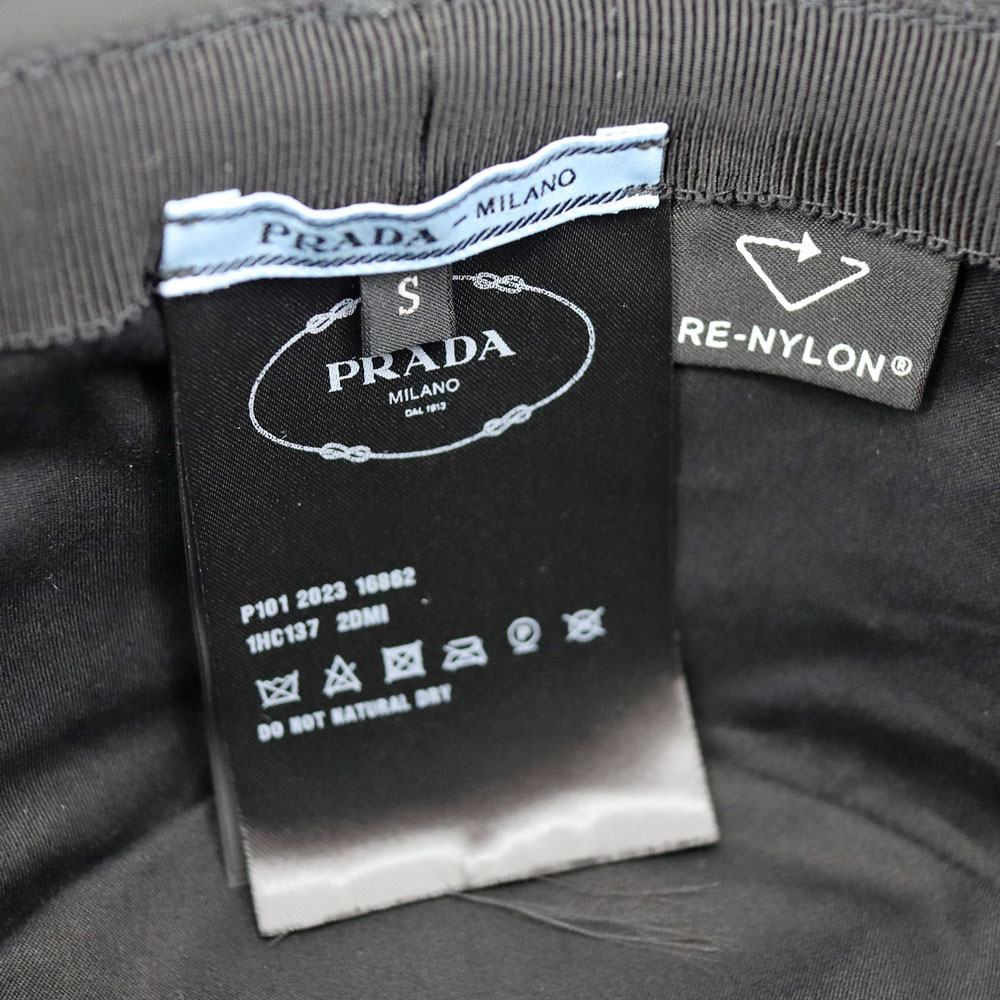 PRADA — MILANO
S
PRADA
MILANO
DAL 1913
RE-NYLON®
P101 2023 16862
1HC137 2DMI
P
DO NOT NATURAL DRY